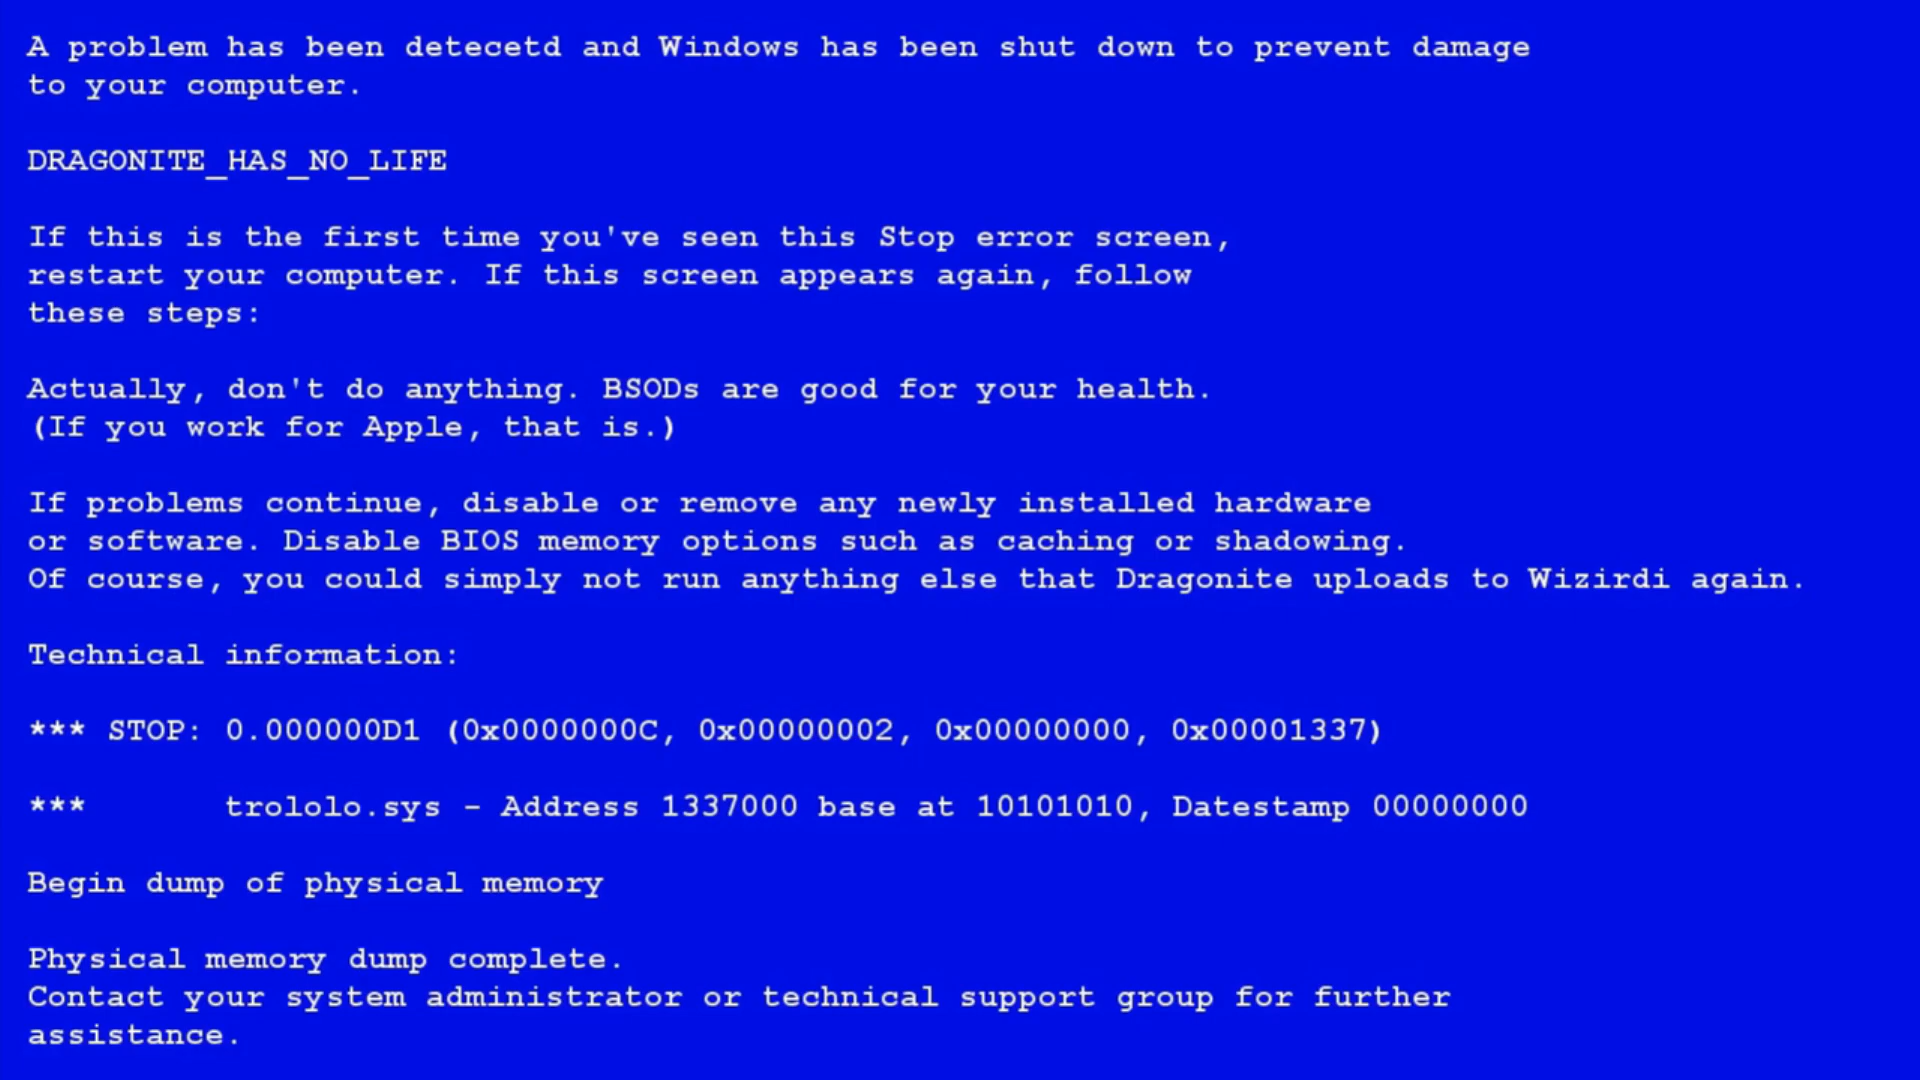 A problem has been detecetd and Windows has been shut down to prevent damage
to your computer.
DRAGONITE_HAS_NO_LIFE
If this is the first time you've seen this Stop error screen,
restart your computer. If this screen appears again, follow
these steps:
Actually, don't do anything. BSODs are good for your health.
(If you work for Apple, that is.)
If problems continue, disable or remove any newly installed hardware
or software. Disable BIOS memory options such as caching or shadowing.
Of course, you could simply not run anything else that Dragonite uploads to Wizirdi again.
Technical information:
*** STOP: 0.000000D1 (0x0000000C, 0x00000002, 0x00000000, 0x00001337)
*** trololo.sys - Address 1337000 base at 10101010, Datestamp 00000000
Begin dump of physical memory
Physical memory dump complete.
Contact your system administrator or technical support group for further
assistance.